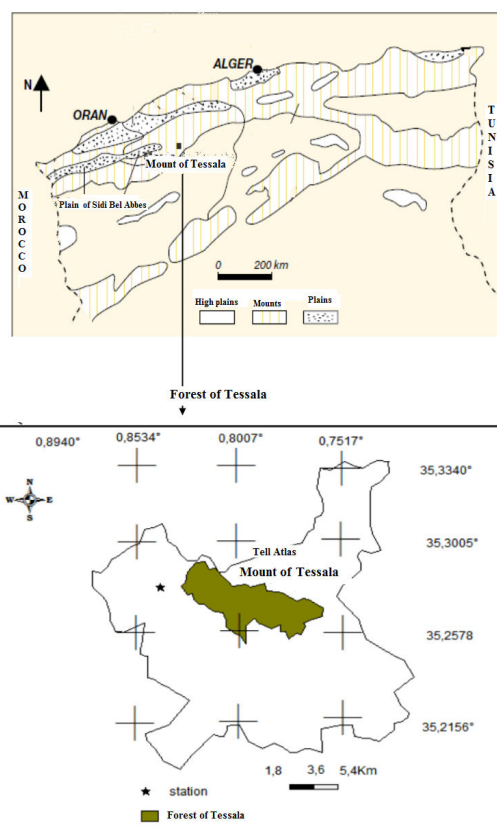 ALGER
N
ORAN
TUNISIA
Mount of Tessala
MOROCCO
Plain of Sidi Bel Abbes
0 200 km
High plains Mounts Plains
Forest of Tessala
0,8940° 0,8534° 0,8007° 0,7517°
35,3340°
N
W E
S
35,3005°
Tell Atlas
Mount of Tessala
35,2578
35,2156°
1,8 3,6 5,4Km
station
Forest of Tessala